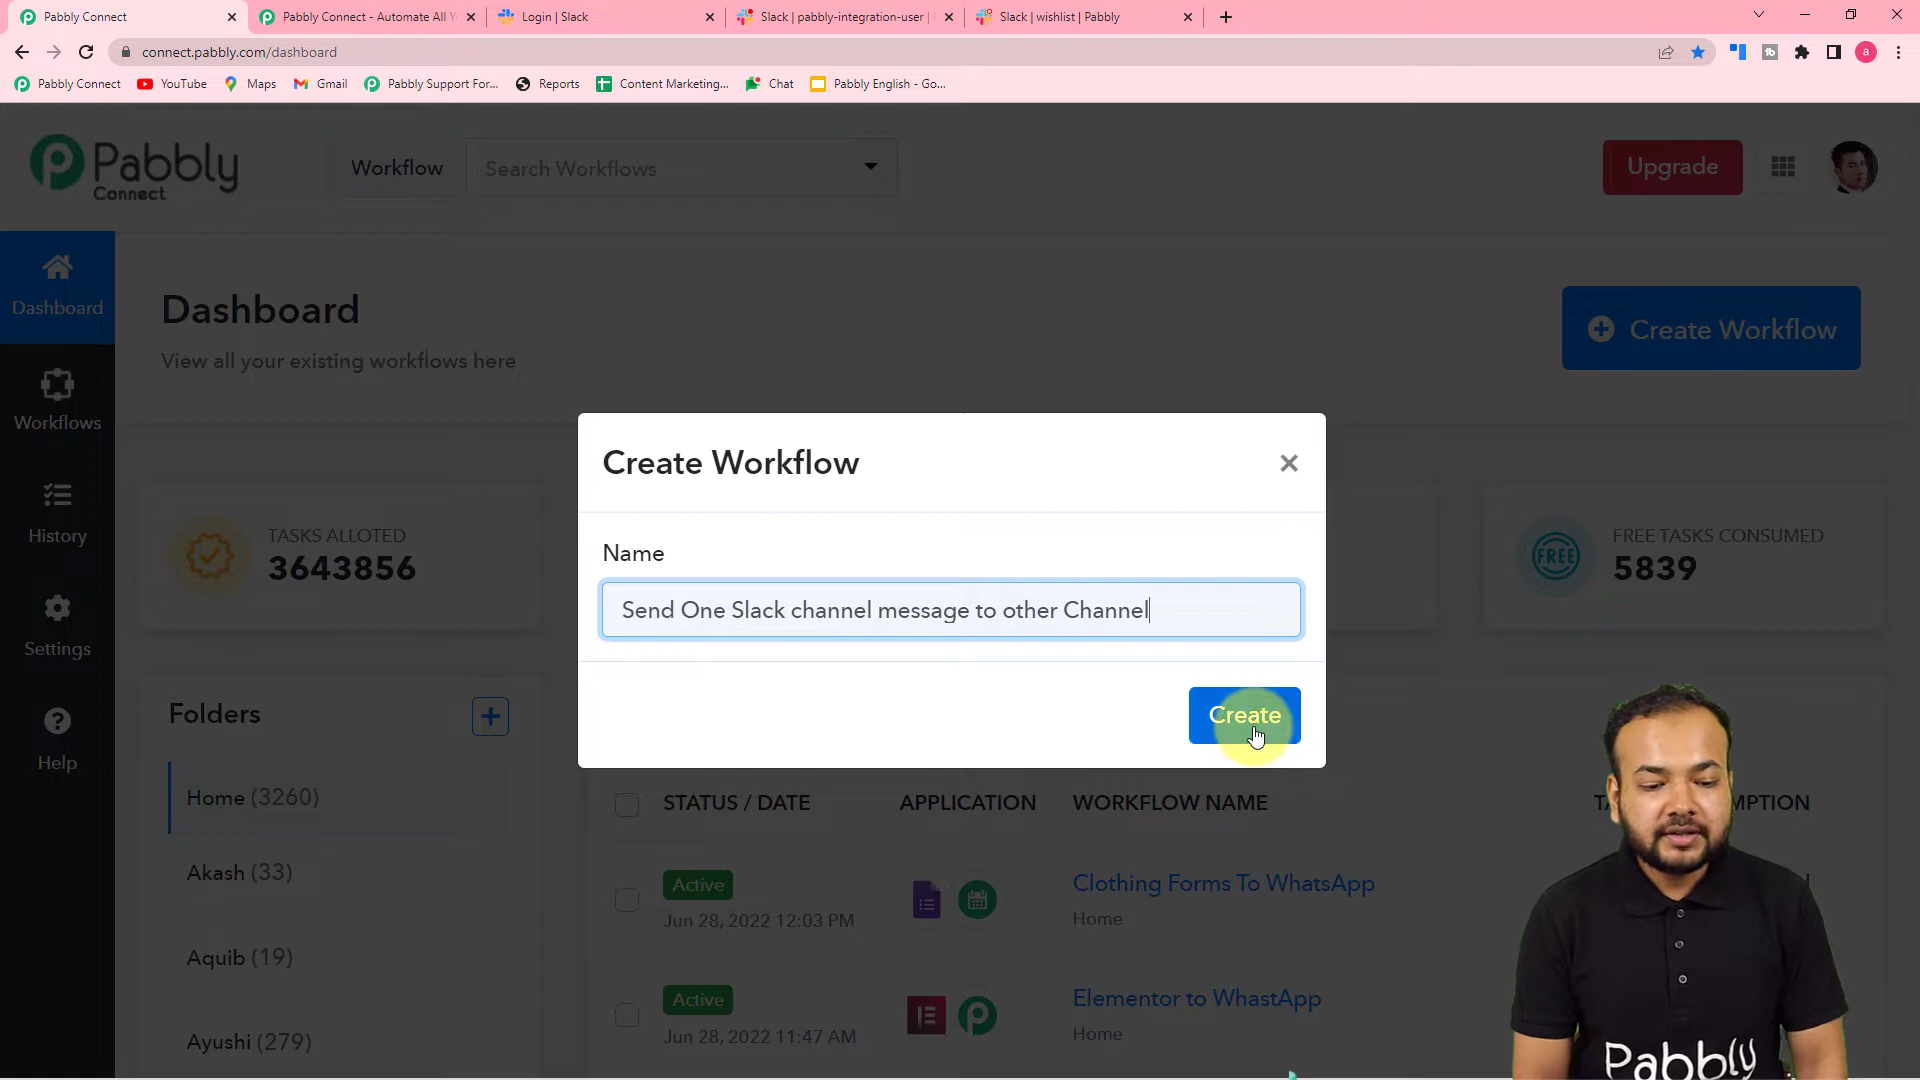 Pabbly Connect
Pabbly Connect - Automate All Y
Login | Slack
Slack | pabbly-integration-user |
Slack | wishlist | Pabbly
connect.pabbly.com/dashboard
a
Pabbly Connect
YouTube
Maps
Gmail
Pabbly Support For...
Reports
Content Marketing...
Chat
Pabbly English - Go...
Pabbly
Connect
Workflow
Search Workflows
Upgrade
Dashboard
Workflows
History
Settings
Help
Dashboard
View all your existing workflows here
Create Workflow
TASKS ALLOTED
3643856
FREE
FREE TASKS CONSUMED
5839
Create Workflow
Name
Send One Slack channel message to other Channel
Create
Folders
Home (3260)
Akash (33)
Aquib (19)
Ayushi (279)
STATUS / DATE
APPLICATION
WORKFLOW NAME
Active
Jun 28, 2022 12:03 PM
Clothing Forms To WhatsApp
Home
Active
Jun 28, 2022 11:47 AM
Elementor to WhastApp
Home
Pabbly